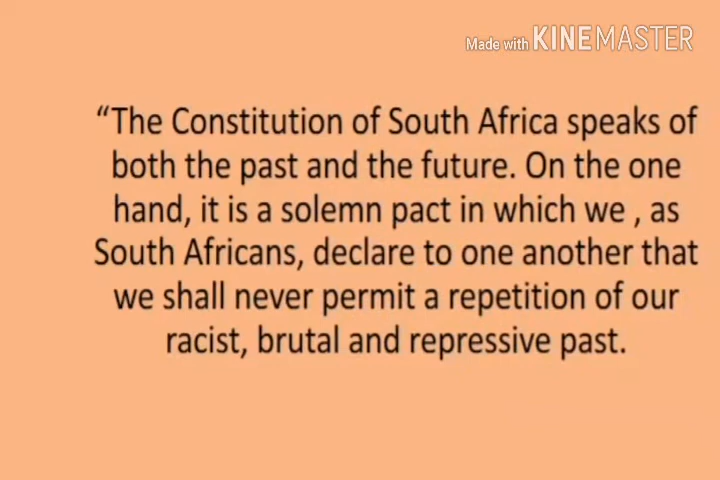 Made with KINEMASTER
“The Constitution of South Africa speaks of
both the past and the future. On the one
hand, it is a solemn pact in which we , as
South Africans, declare to one another that
we shall never permit a repetition of our
racist, brutal and repressive past.